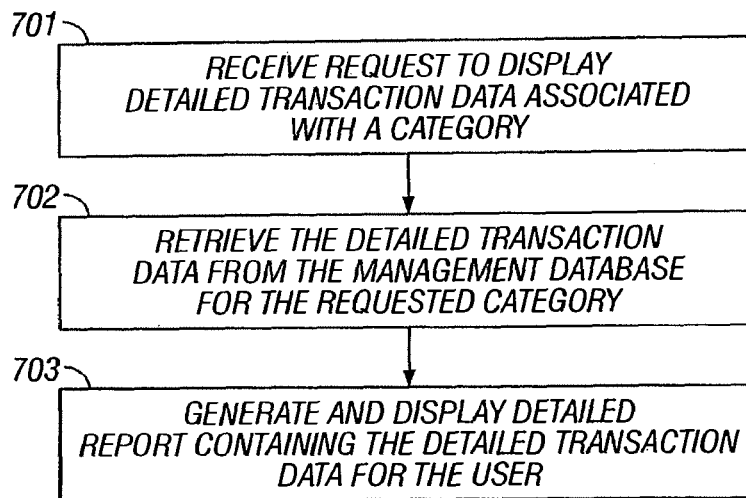 701
RECEIVE REQUEST TO DISPLAY
DETAILED TRANSACTION DATA ASSOCIATED
WITH A CATEGORY
702
RETRIEVE THE DETAILED TRANSACTION
DATA FROM THE MANAGEMENT DATABASE
FOR THE REQUESTED CATEGORY
703
GENERATE AND DISPLAY DETAILED
REPORT CONTAINING THE DETAILED TRANSACTION
DATA FOR THE USER